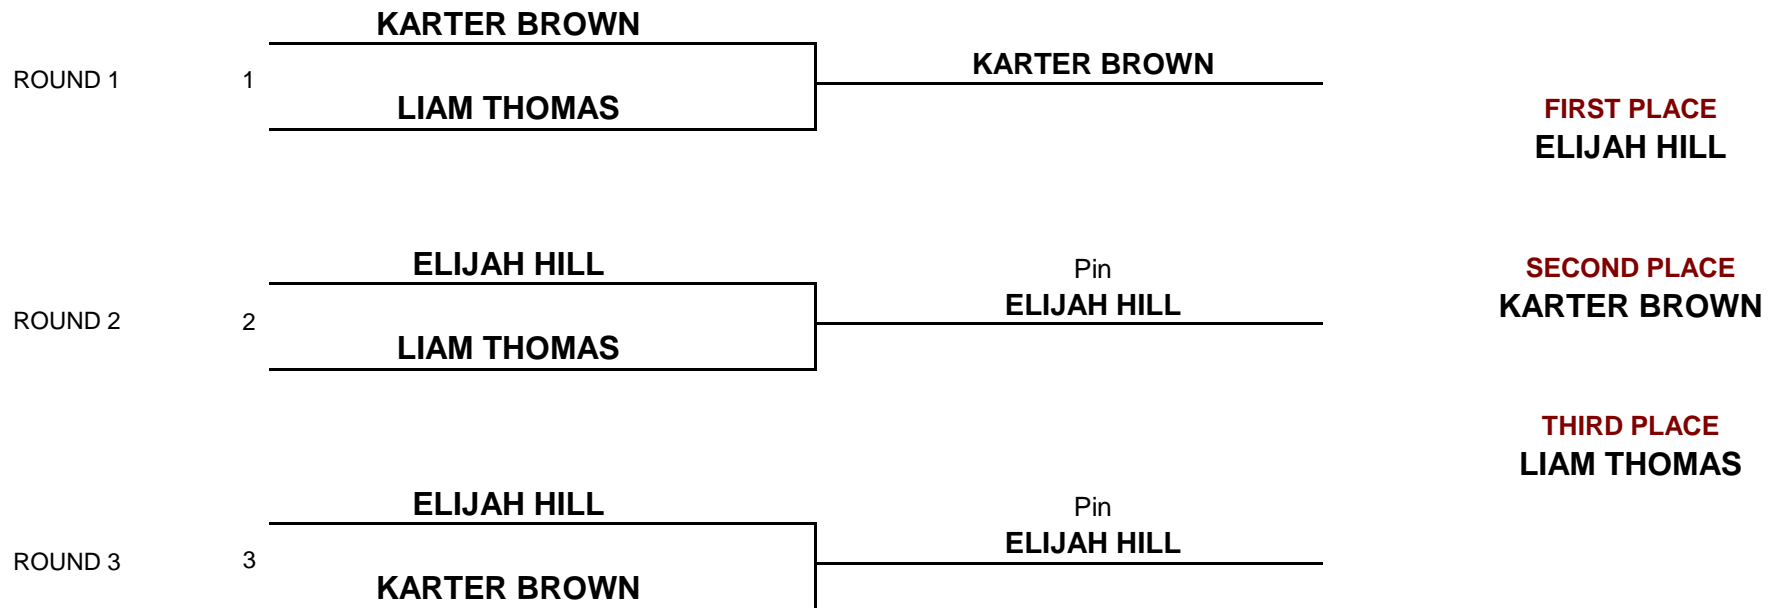 KARTER BROWN
ROUND 1
1
KARTER BROWN
LIAM THOMAS
FIRST PLACE
ELIJAH HILL
ELIJAH HILL
Pin
SECOND PLACE
ROUND 2
2
ELIJAH HILL
KARTER BROWN
LIAM THOMAS
THIRD PLACE
LIAM THOMAS
ELIJAH HILL
Pin
ROUND 3
3
ELIJAH HILL
KARTER BROWN